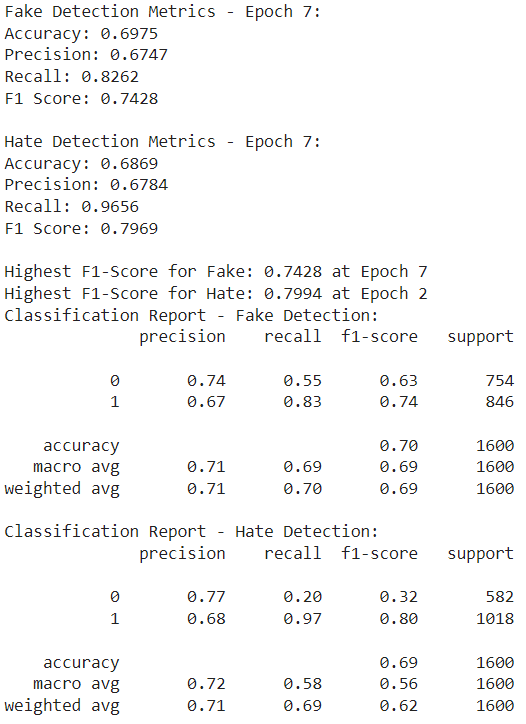 Fake Detection Metrics - Epoch 7:
Accuracy: 0.6975
Precision: 0.6747
Recall: 0.8262
F1 Score: 0.7428
Hate Detection Metrics - Epoch 7:
Accuracy: 0.6869
Precision: 0.6784
Recall: 0.9656
F1 Score: 0.7969
Highest F1-Score for Fake: 0.7428 at Epoch 7
Highest F1-Score for Hate: 0.7994 at Epoch 2
Classification Report - Fake Detection:
precision recall f1-score support
0 0.74 0.55 0.63 754
1 0.67 0.83 0.74 846
accuracy 0.70 1600
macro avg 0.71 0.69 0.69 1600
weighted avg 0.71 0.70 0.69 1600
Classification Report - Hate Detection:
precision recall f1-score support
0 0.77 0.20 0.32 582
1 0.68 0.97 0.80 1018
accuracy 0.69 1600
macro avg 0.72 0.58 0.56 1600
weighted avg 0.71 0.69 0.62 1600